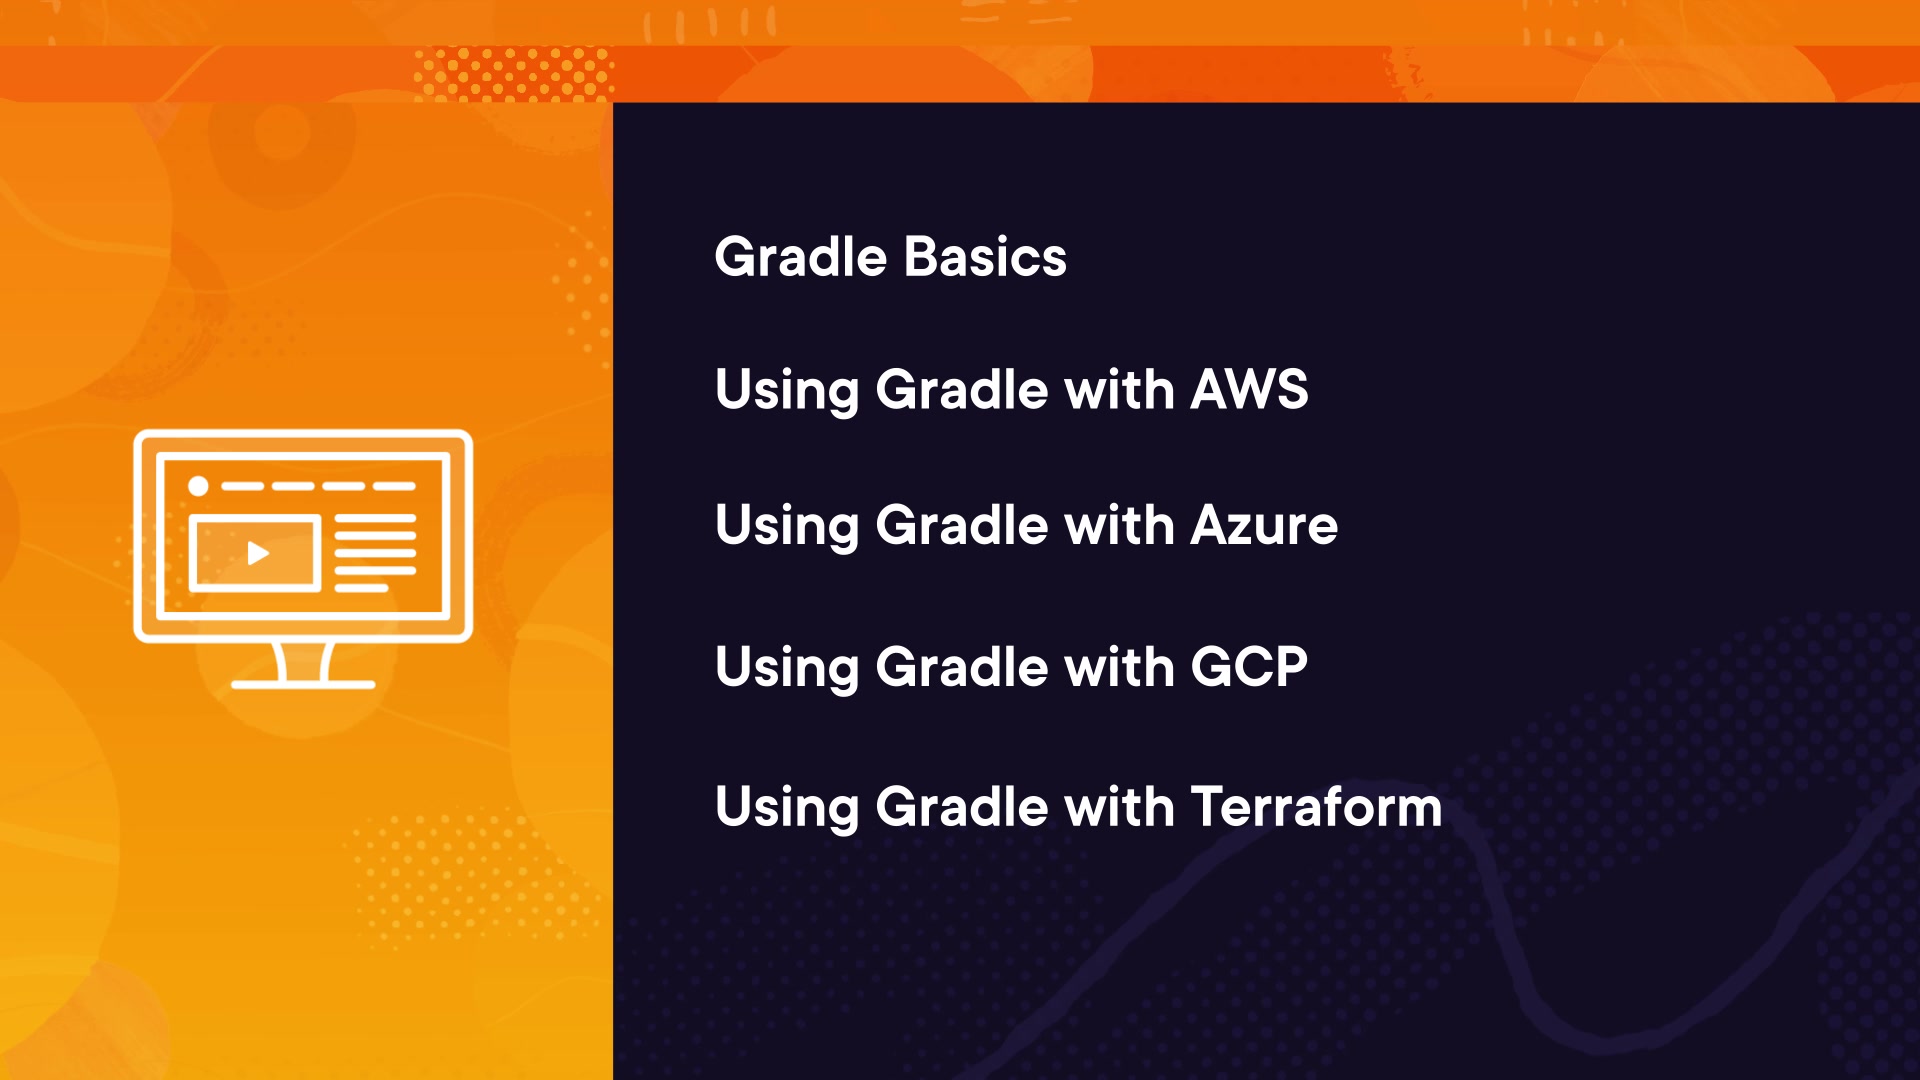 Gradle Basics
Using Gradle with AWS
Using Gradle with Azure
Using Gradle with GCP
Using Gradle with Terraform